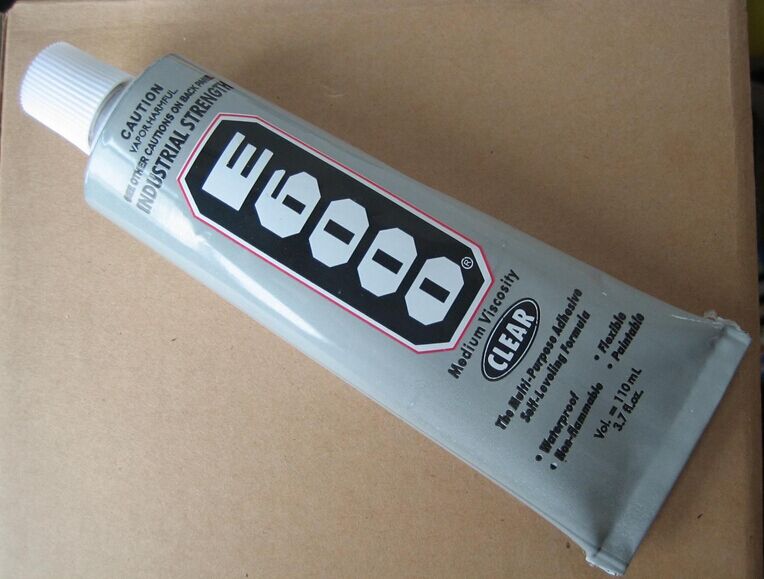 CAUTION
VAPOR HARMFUL.
SEE OTHER CAUTIONS ON BACK PANEL
INDUSTRIAL STRENGTH
E6000®
Medium Viscosity
CLEAR
The Multi-Purpose Adhesive
Self-Leveling Formula
• Waterproof • Flexible
• Non-flammable • Paintable
Vol. = 110 mL
3.7 fl.oz.